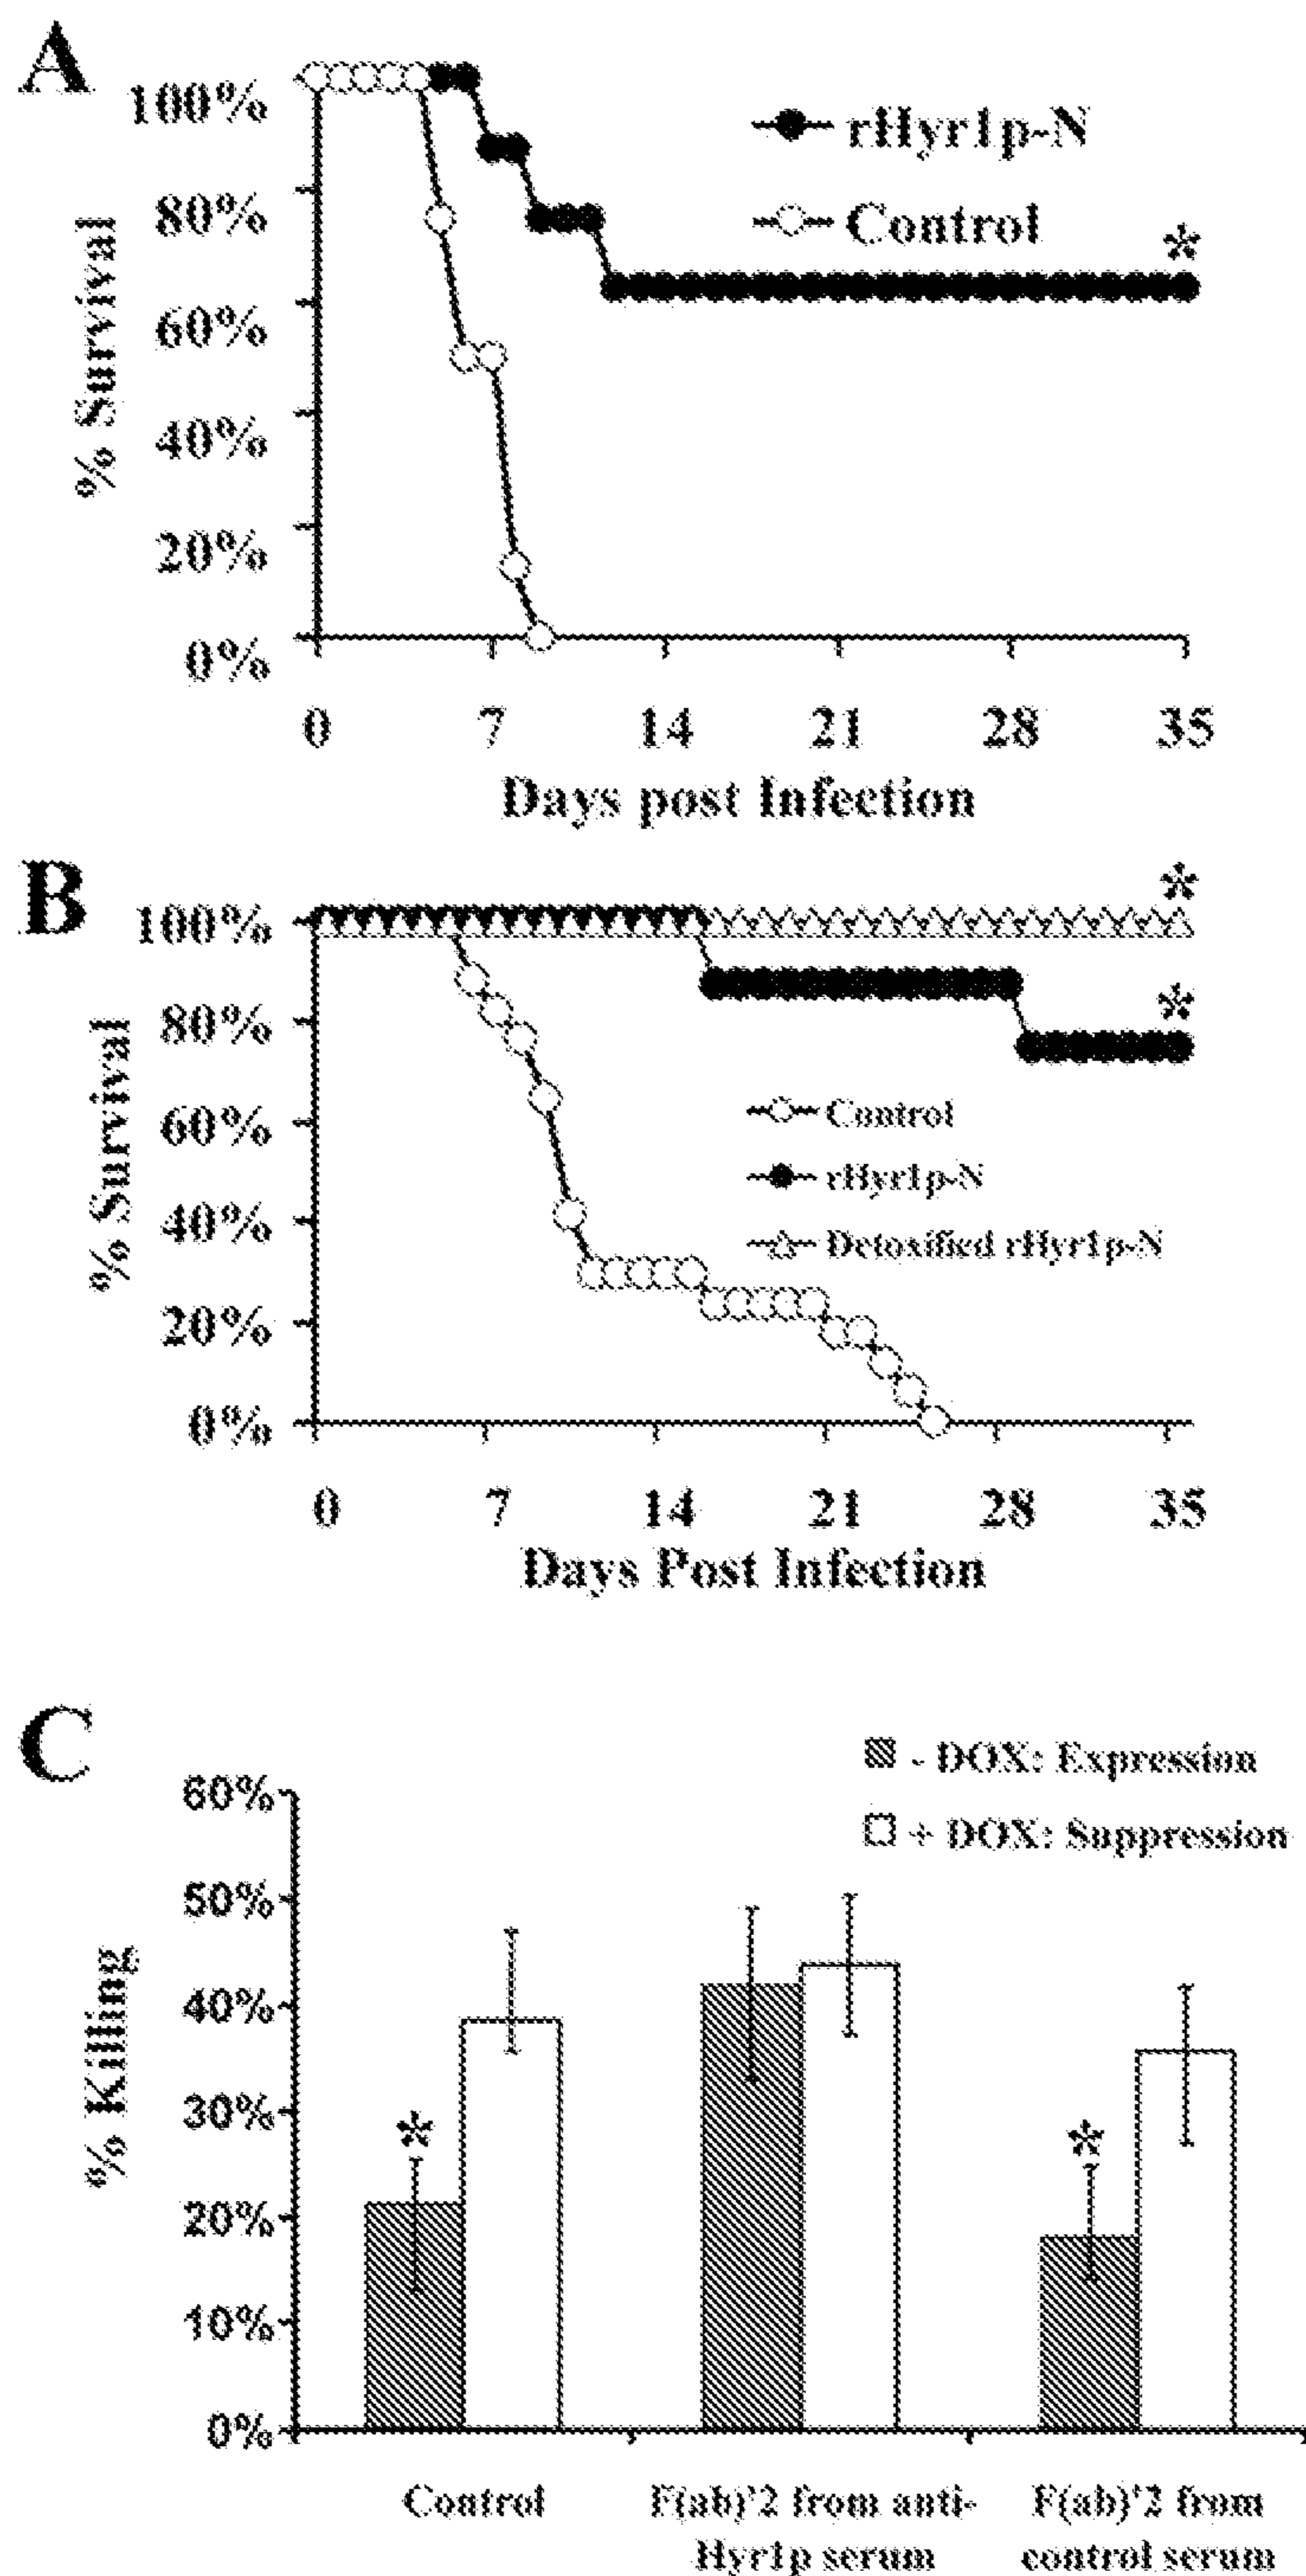 A
100%
80%
60%
40%
20%
0%
% Survival
rHyr1p-N
Control
*
0 7 14 21 28 35
Days post Infection
B
100%
80%
60%
40%
20%
0%
% Survival
*
*
Control
rHyr1p-N
Detoxified rHyr1p-N
0 7 14 21 28 35
Days Post Infection
C
- DOX: Expression
+ DOX: Suppression
60%
50%
40%
30%
20%
10%
0%
% Killing
*
*
Control
F(ab)'2 from anti-
Hyr1p serum
F(ab)'2 from
control serum